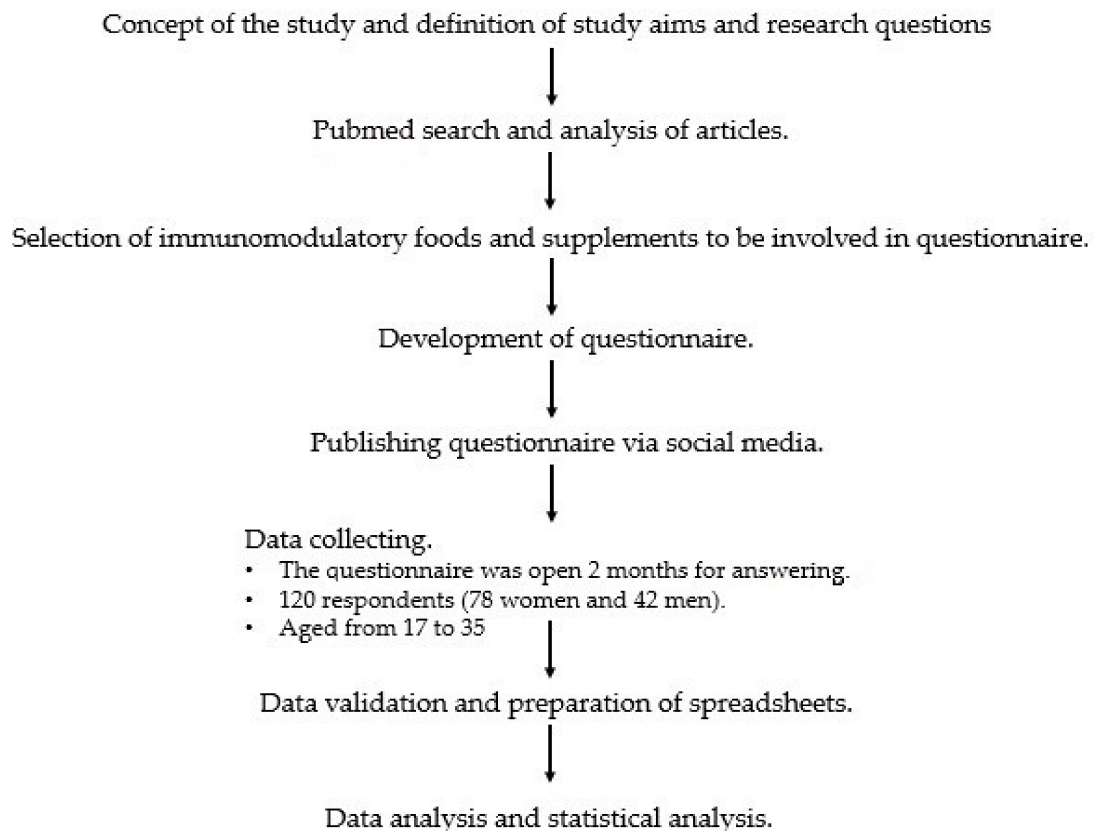 Concept of the study and definition of study aims and research questions
Pubmed search and analysis of articles.
Selection of immunomodulatory foods and supplements to be involved in questionnaire.
Development of questionnaire.
Publishing questionnaire via social media.
Data collecting.
• The questionnaire was open 2 months for answering.
• 120 respondents (78 women and 42 men).
• Aged from 17 to 35
Data validation and preparation of spreadsheets.
Data analysis and statistical analysis.